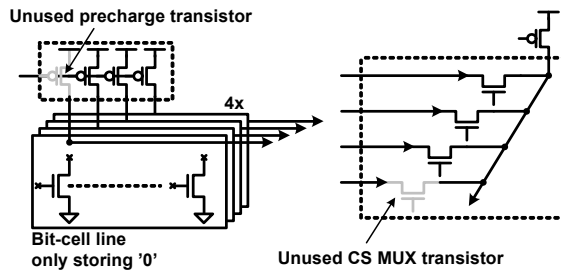 Unused precharge transistor
4x
Bit-cell line
only storing '0'
Unused CS MUX transistor